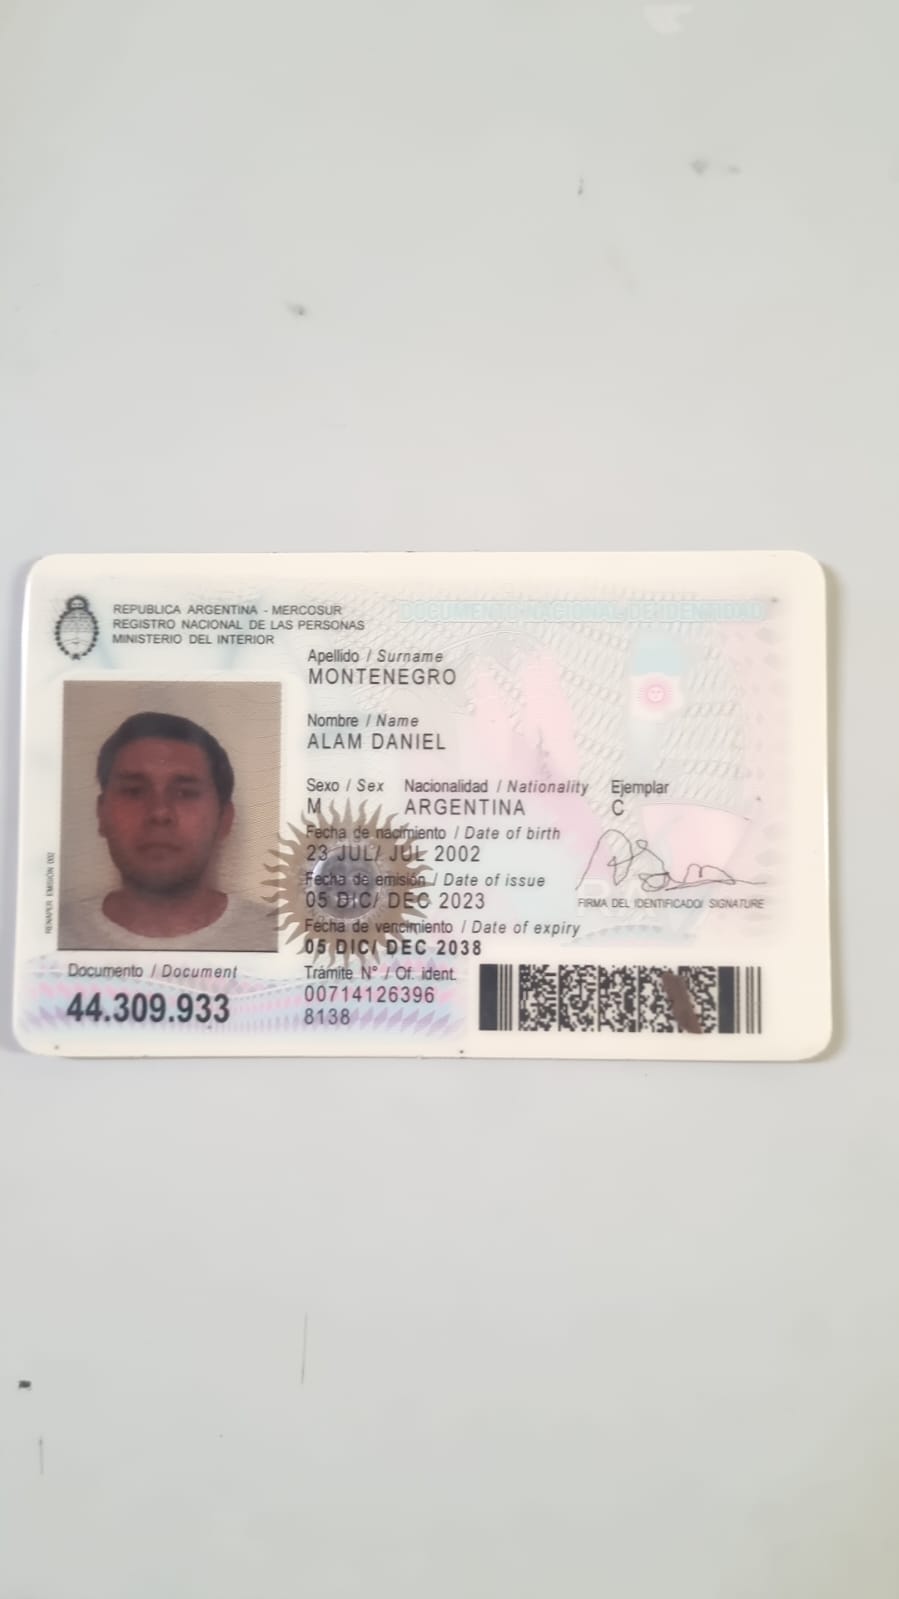 REPUBLICA ARGENTINA - MERCOSUR
REGISTRO NACIONAL DE LAS PERSONAS
MINISTERIO DEL INTERIOR
DOCUMENTO NACIONAL DE IDENTIDAD
Apellido / Surname
MONTENEGRO
Nombre / Name
ALAM DANIEL
Sexo / Sex Nacionalidad / Nationality Ejemplar
M ARGENTINA C
Fecha de nacimiento / Date of birth
23 JUL/ JUL 2002
Fecha de emisión / Date of issue
05 DIC/ DEC 2023
FIRMA DEL IDENTIFICADO/ SIGNATURE
Fecha de vencimiento / Date of expiry
05 DIC/ DEC 2038
RENAPER EMISIÓN 002
Documento / Document
44.309.933
Trámite N° / Of. ident.
00714126396
8138